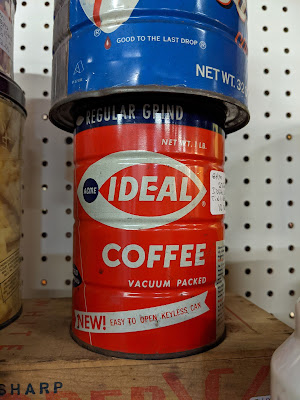 GOOD TO THE LAST DROP
NET WT. 3
REGULAR GRIND
NET WT. 1 LB.
ACME
IDEAL®
COFFEE
VACUUM PACKED
NEW! EASY TO OPEN KEYLESS CAN
SHARP